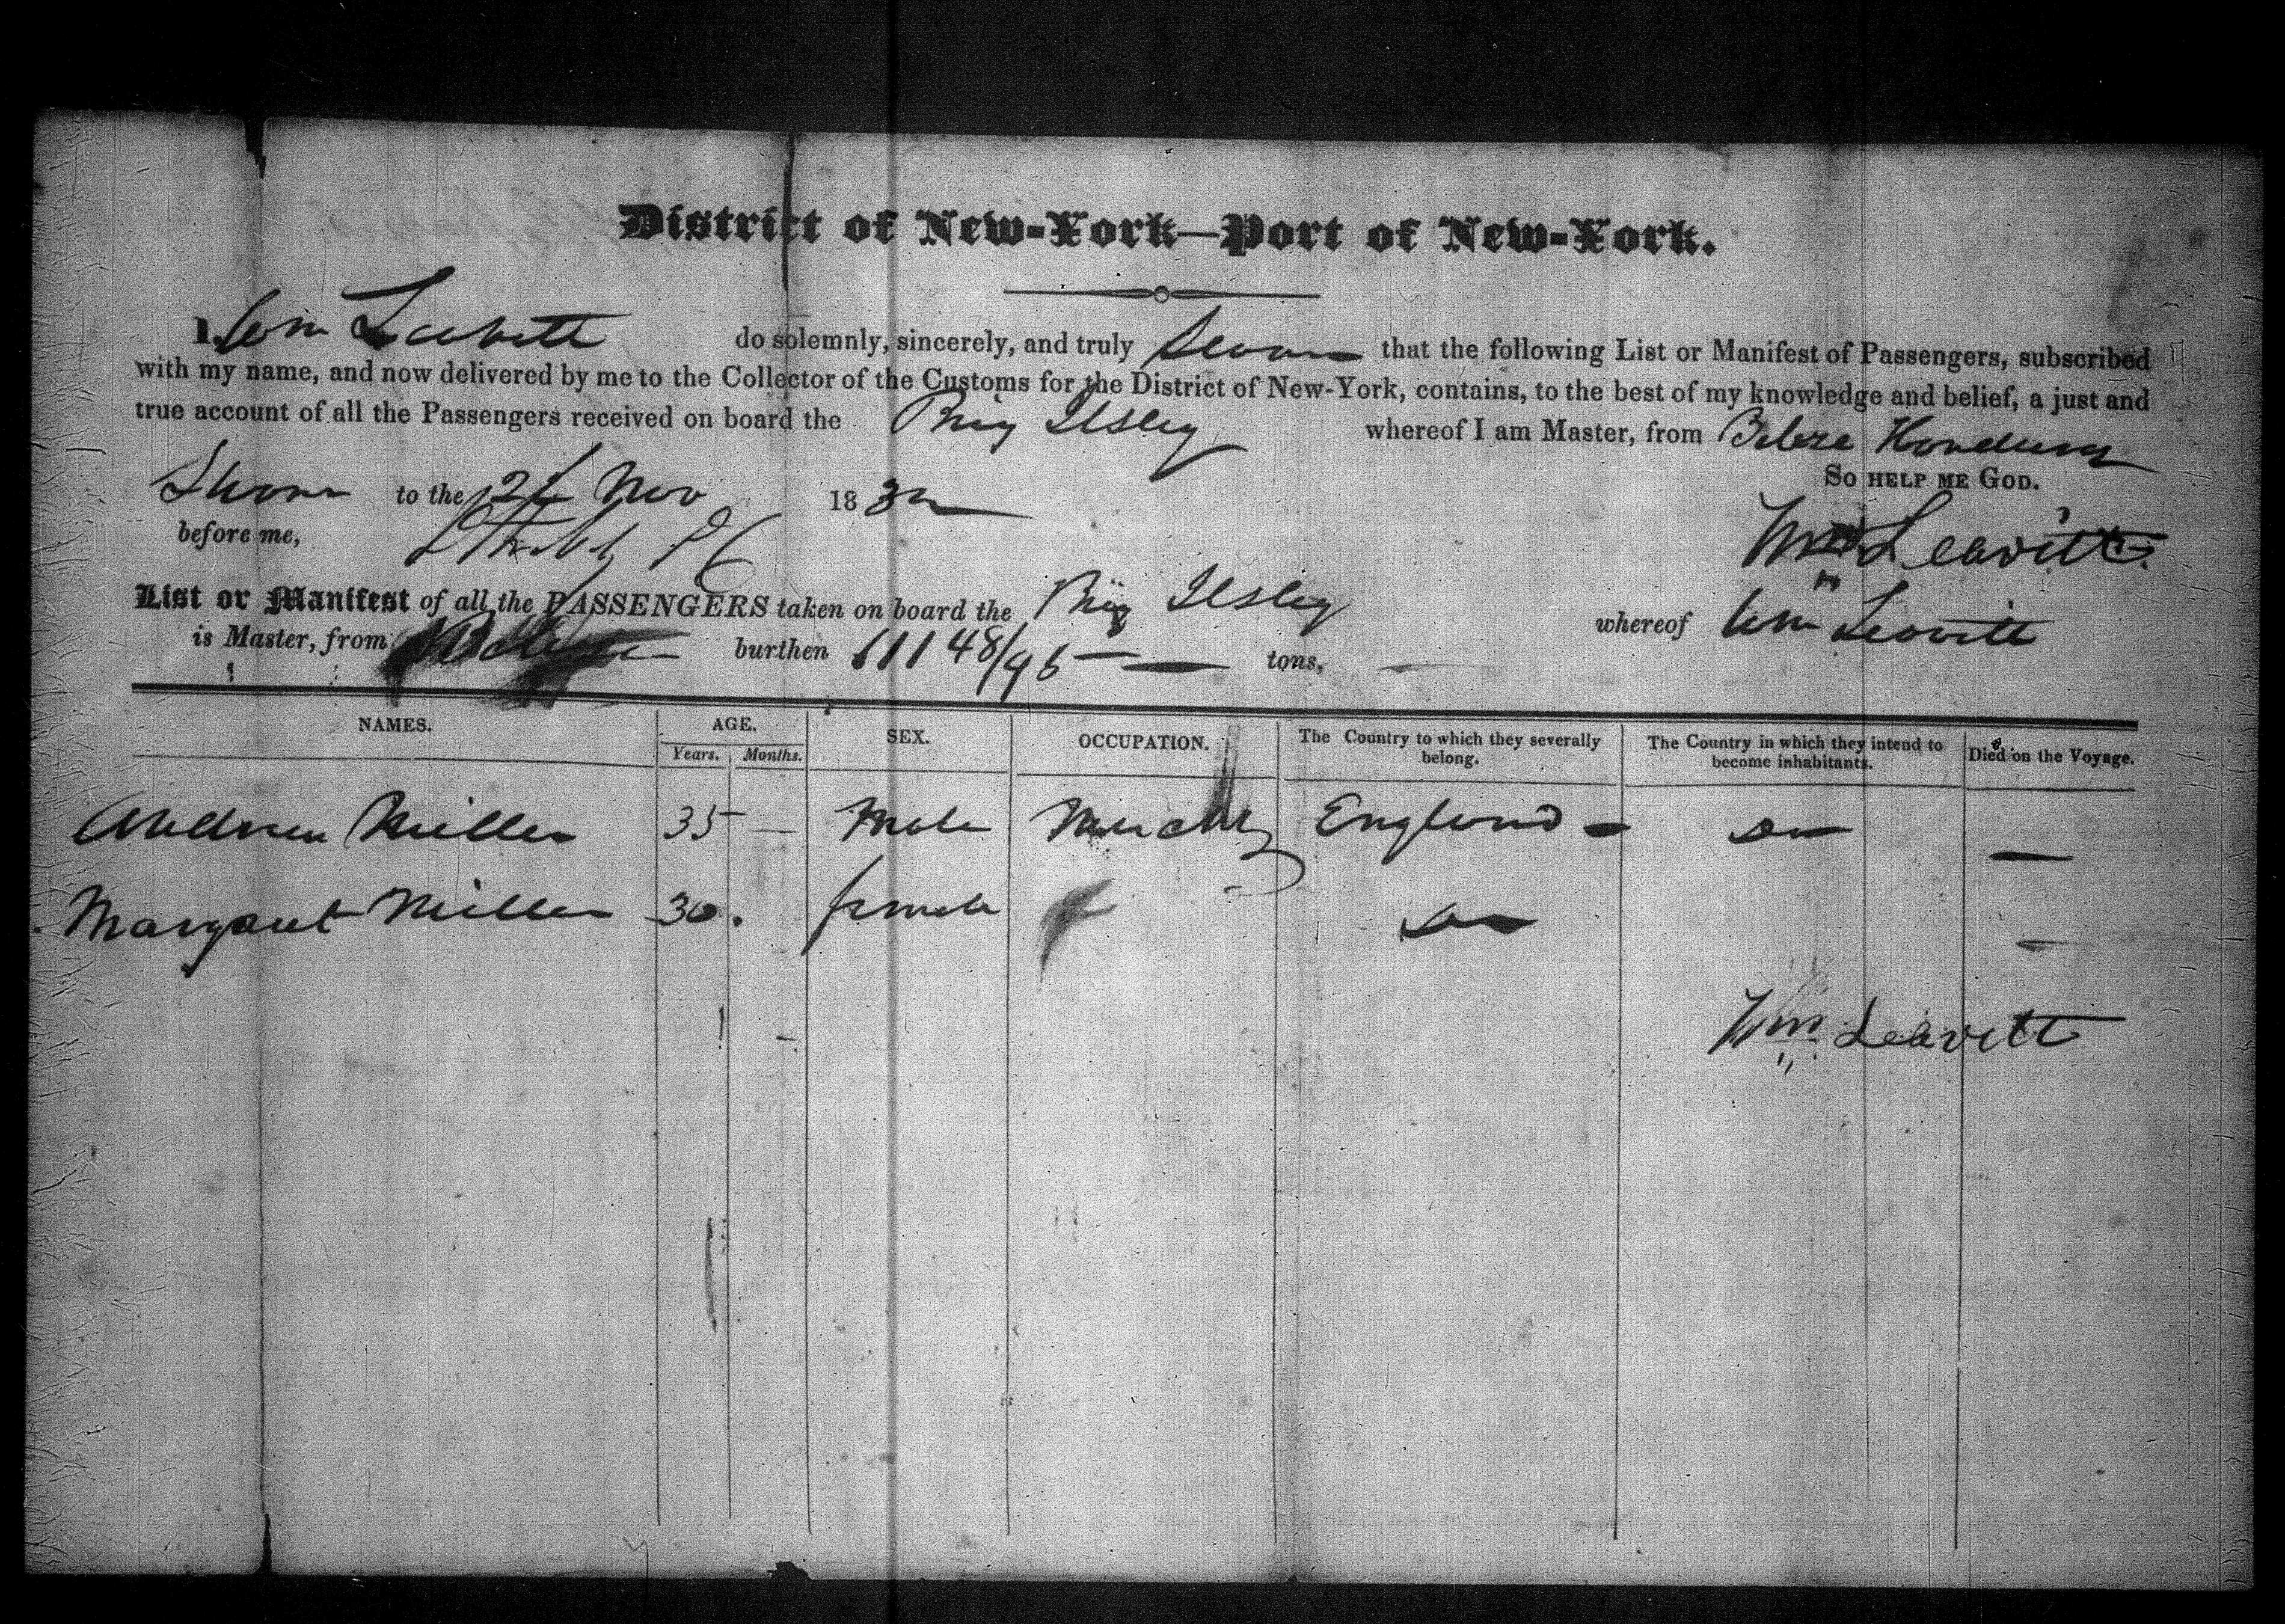 District of New-York—Port of New-York.
I, Wm Leavitt do solemnly, sincerely, and truly Swear that the following List or Manifest of Passengers, subscribed
with my name, and now delivered by me to the Collector of the Customs for the District of New-York, contains, to the best of my knowledge and belief, a just and
true account of all the Passengers received on board the Brig Ilsley whereof I am Master, from Belize Honduras
Sworn to the Nov 18 So help me God.
before me, Wm Leavitt
List or Manifest of all the PASSENGERS taken on board the Brig Ilsley whereof Wm Leavitt
is Master, from burthen 111 48/95 tons,
NAMES. AGE. SEX. OCCUPATION. The Country to which they severally belong. The Country in which they intend to become inhabitants. Died on the Voyage.
Years. Months.
Andrew Miller 35 — Male England - Do —
Margaret Miller 30. female Do —
Wm Leavitt